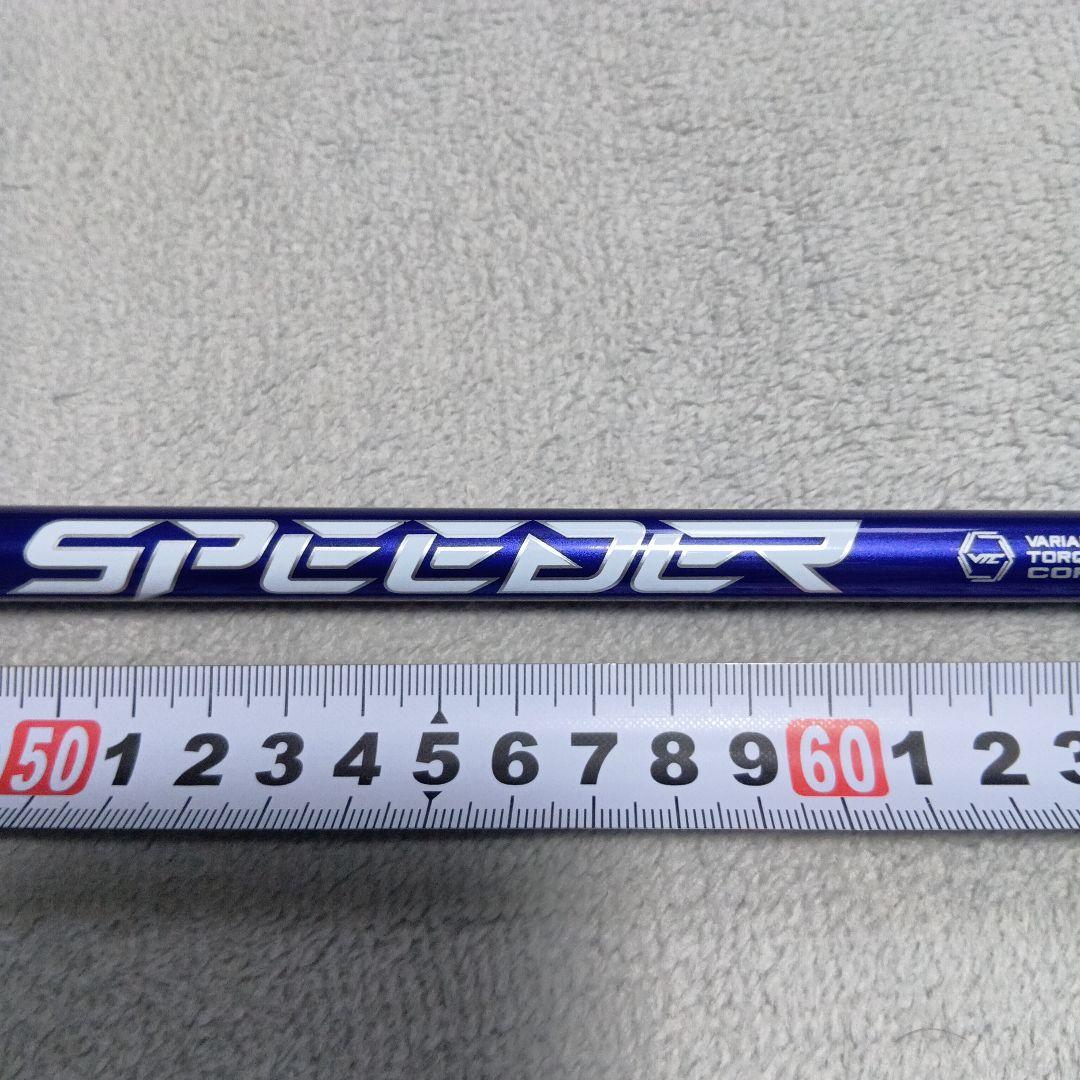 SPEEDER
VTC
VARIA
TORQ
COR
50 1 2 3 4 5 6 7 8 9 60 1 2 3